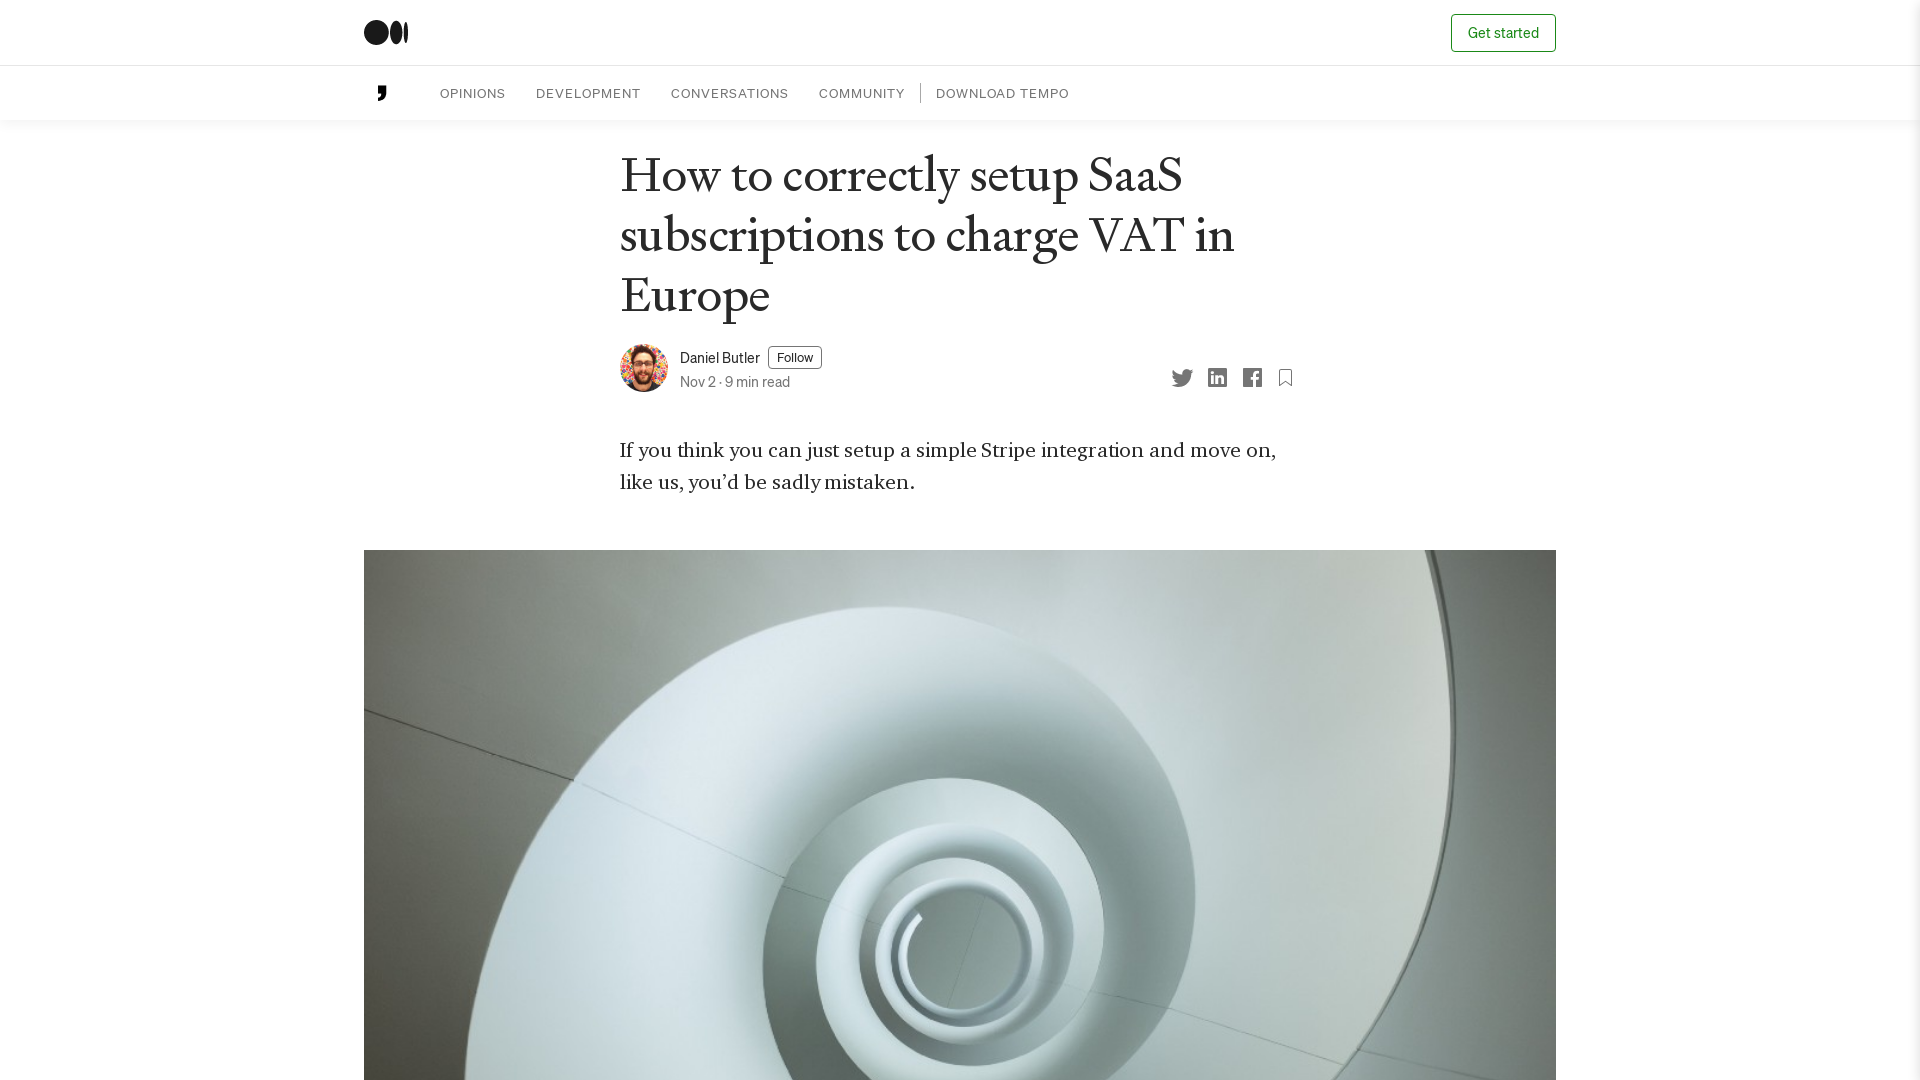 Get started
OPINIONS
DEVELOPMENT
CONVERSATIONS
COMMUNITY
DOWNLOAD TEMPO
How to correctly setup SaaS
subscriptions to charge VAT in
Europe
Daniel Butler
Follow
Nov 2 · 9 min read
If you think you can just setup a simple Stripe integration and move on,
like us, you’d be sadly mistaken.